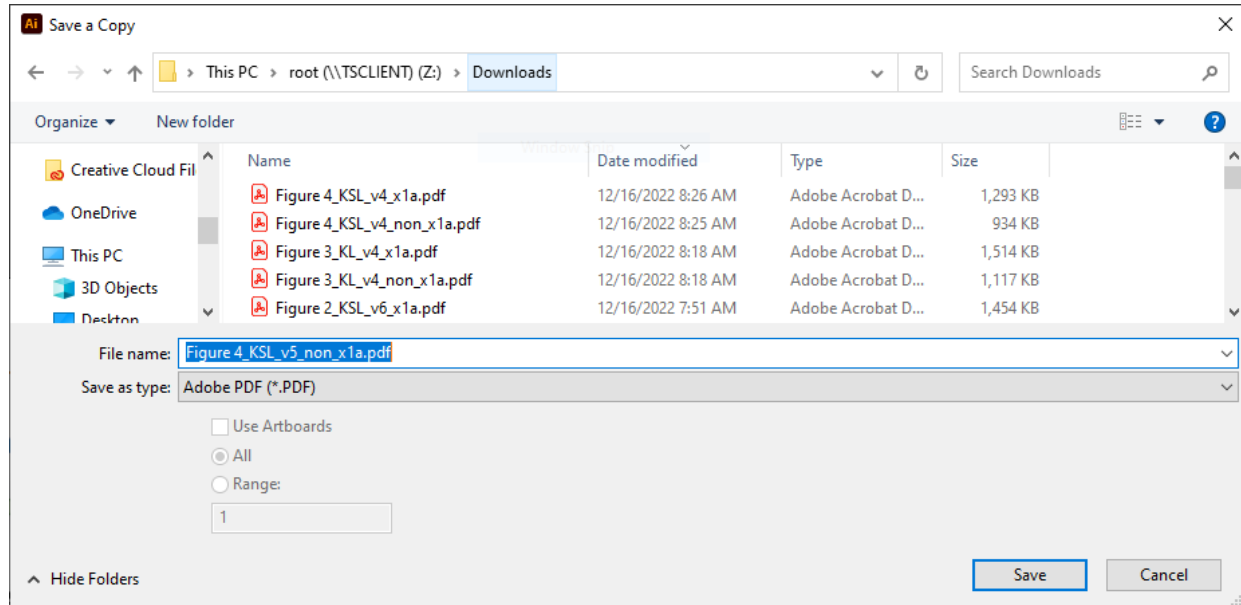 Ai Save a Copy
This PC > root (\\TSCLIENT) (Z:) > Downloads
Search Downloads
Organize
New folder
Creative Cloud Fil
OneDrive
This PC
3D Objects
Desktop
Name Date modified Type Size
Figure 4_KSL_v4_x1a.pdf 12/16/2022 8:26 AM Adobe Acrobat D... 1,293 KB
Figure 4_KSL_v4_non_x1a.pdf 12/16/2022 8:25 AM Adobe Acrobat D... 934 KB
Figure 3_KL_v4_x1a.pdf 12/16/2022 8:18 AM Adobe Acrobat D... 1,514 KB
Figure 3_KL_v4_non_x1a.pdf 12/16/2022 8:18 AM Adobe Acrobat D... 1,117 KB
Figure 2_KSL_v6_x1a.pdf 12/16/2022 7:51 AM Adobe Acrobat D... 1,454 KB
File name: Figure 4_KSL_v5_non_x1a.pdf
Save as type: Adobe PDF (*.PDF)
Use Artboards
All
Range:
1
Hide Folders
Save
Cancel